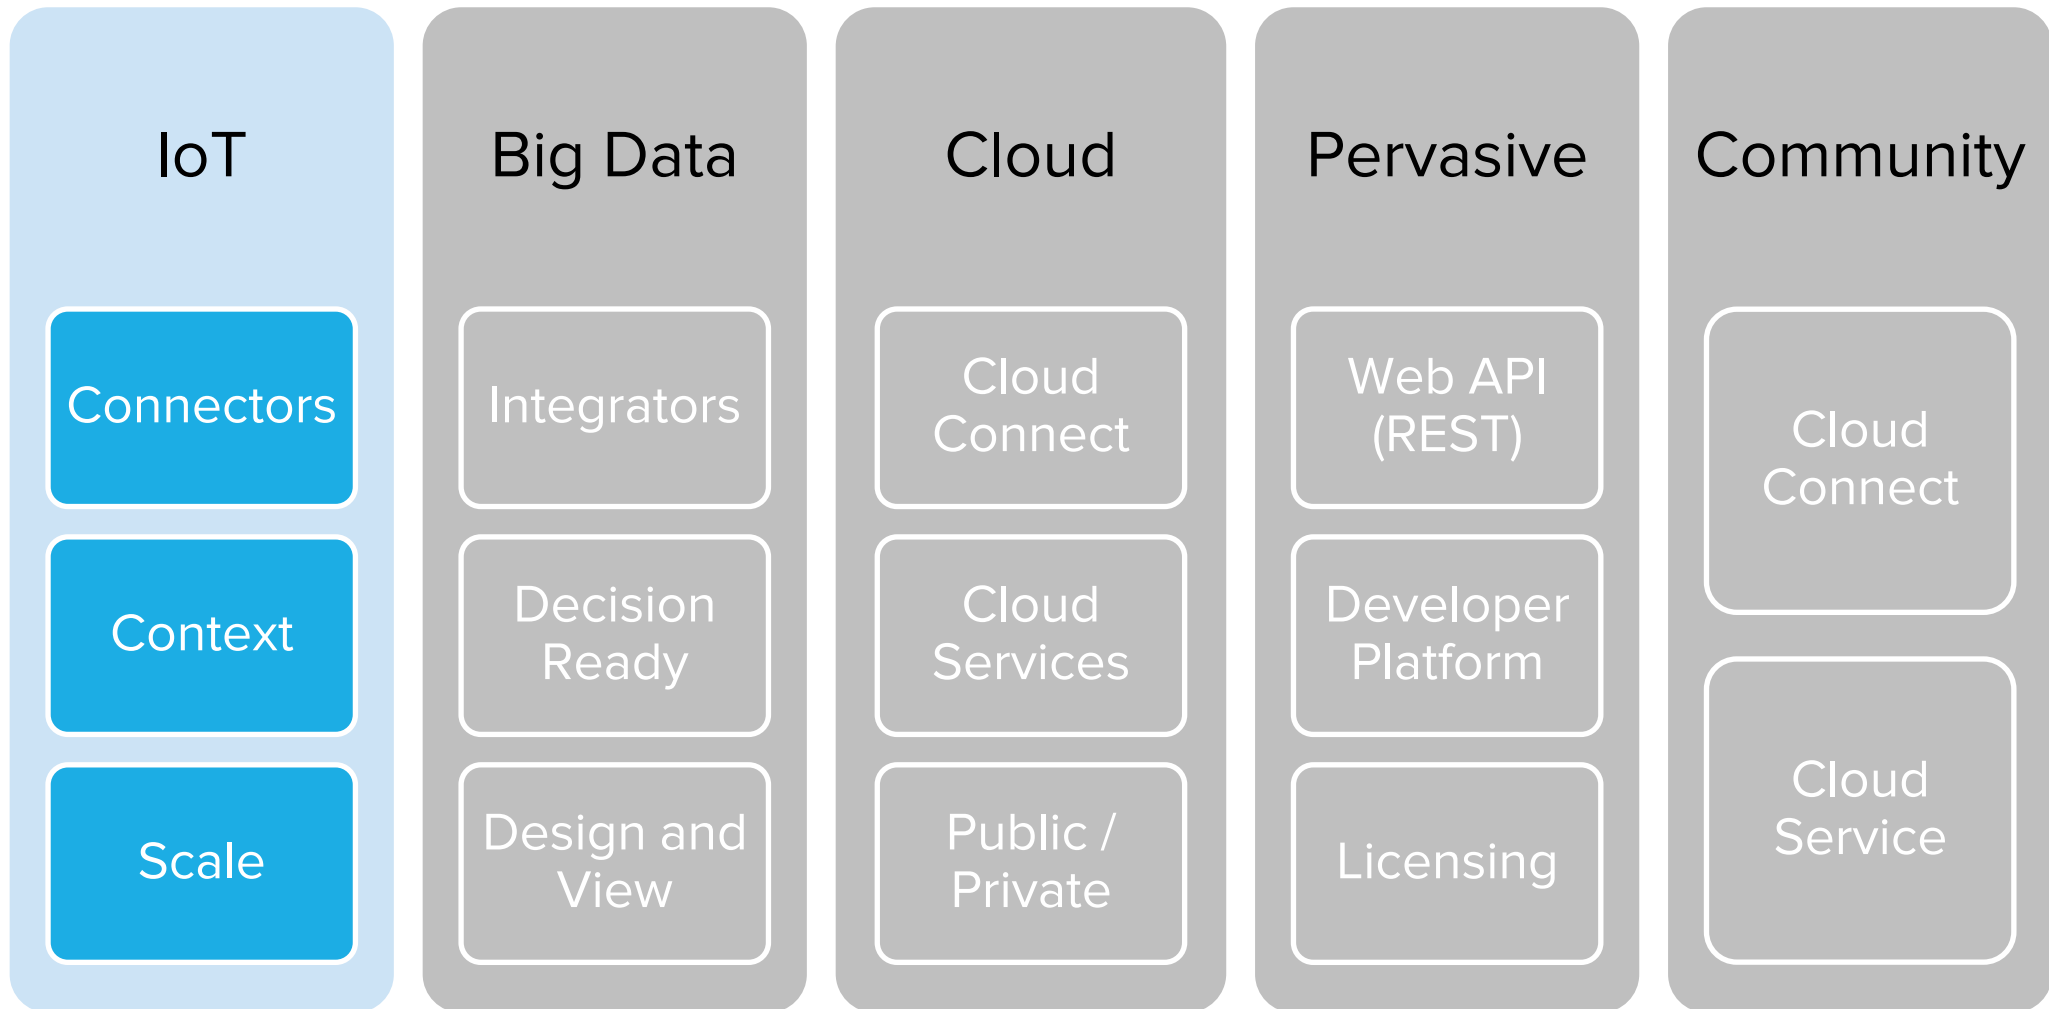 IoT
Connectors
Context
Scale
Big Data
Integrators
Decision
Ready
Design and
View
Cloud
Cloud
Connect
Cloud
Services
Public /
Private
Pervasive
Web API
(REST)
Developer
Platform
Licensing
Community
Cloud
Connect
Cloud
Service